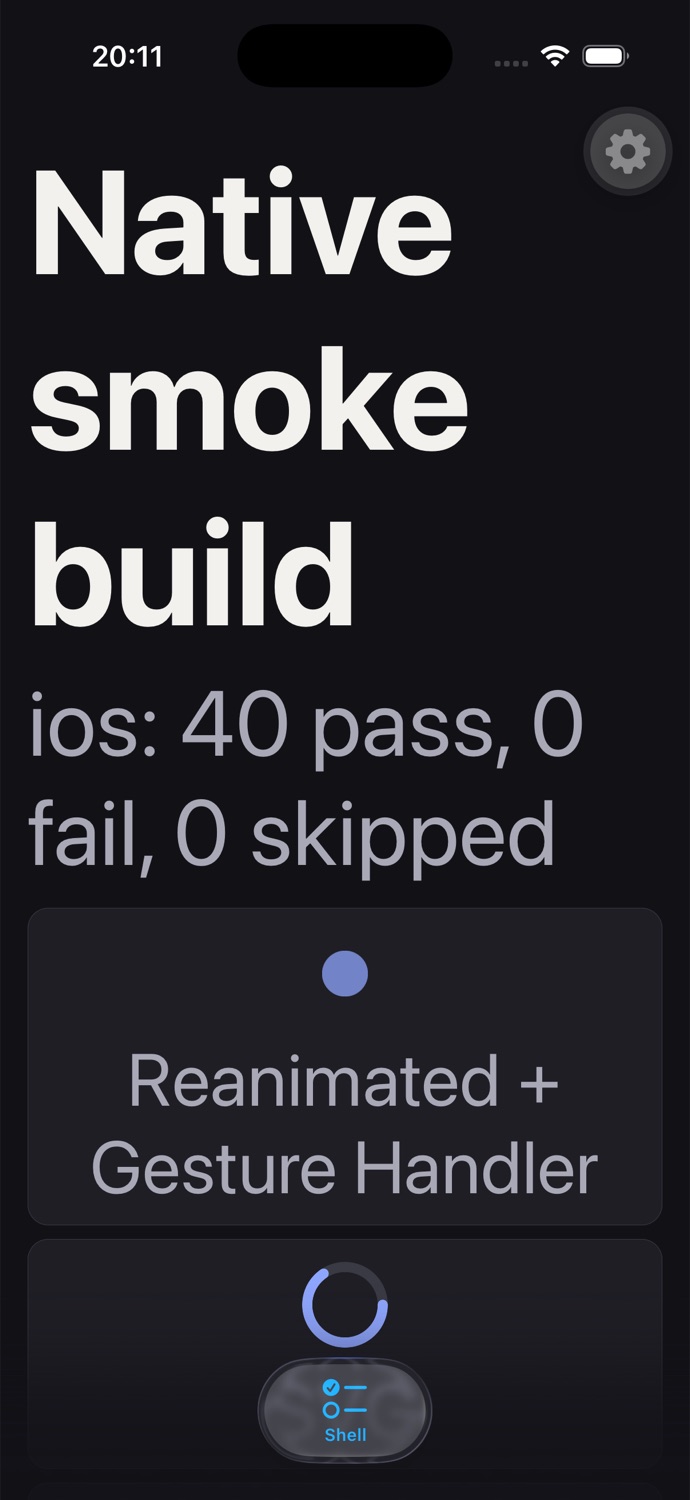 20:11
Native
smoke
build
ios: 40 pass, 0
fail, 0 skipped
Reanimated +
Gesture Handler
Shell